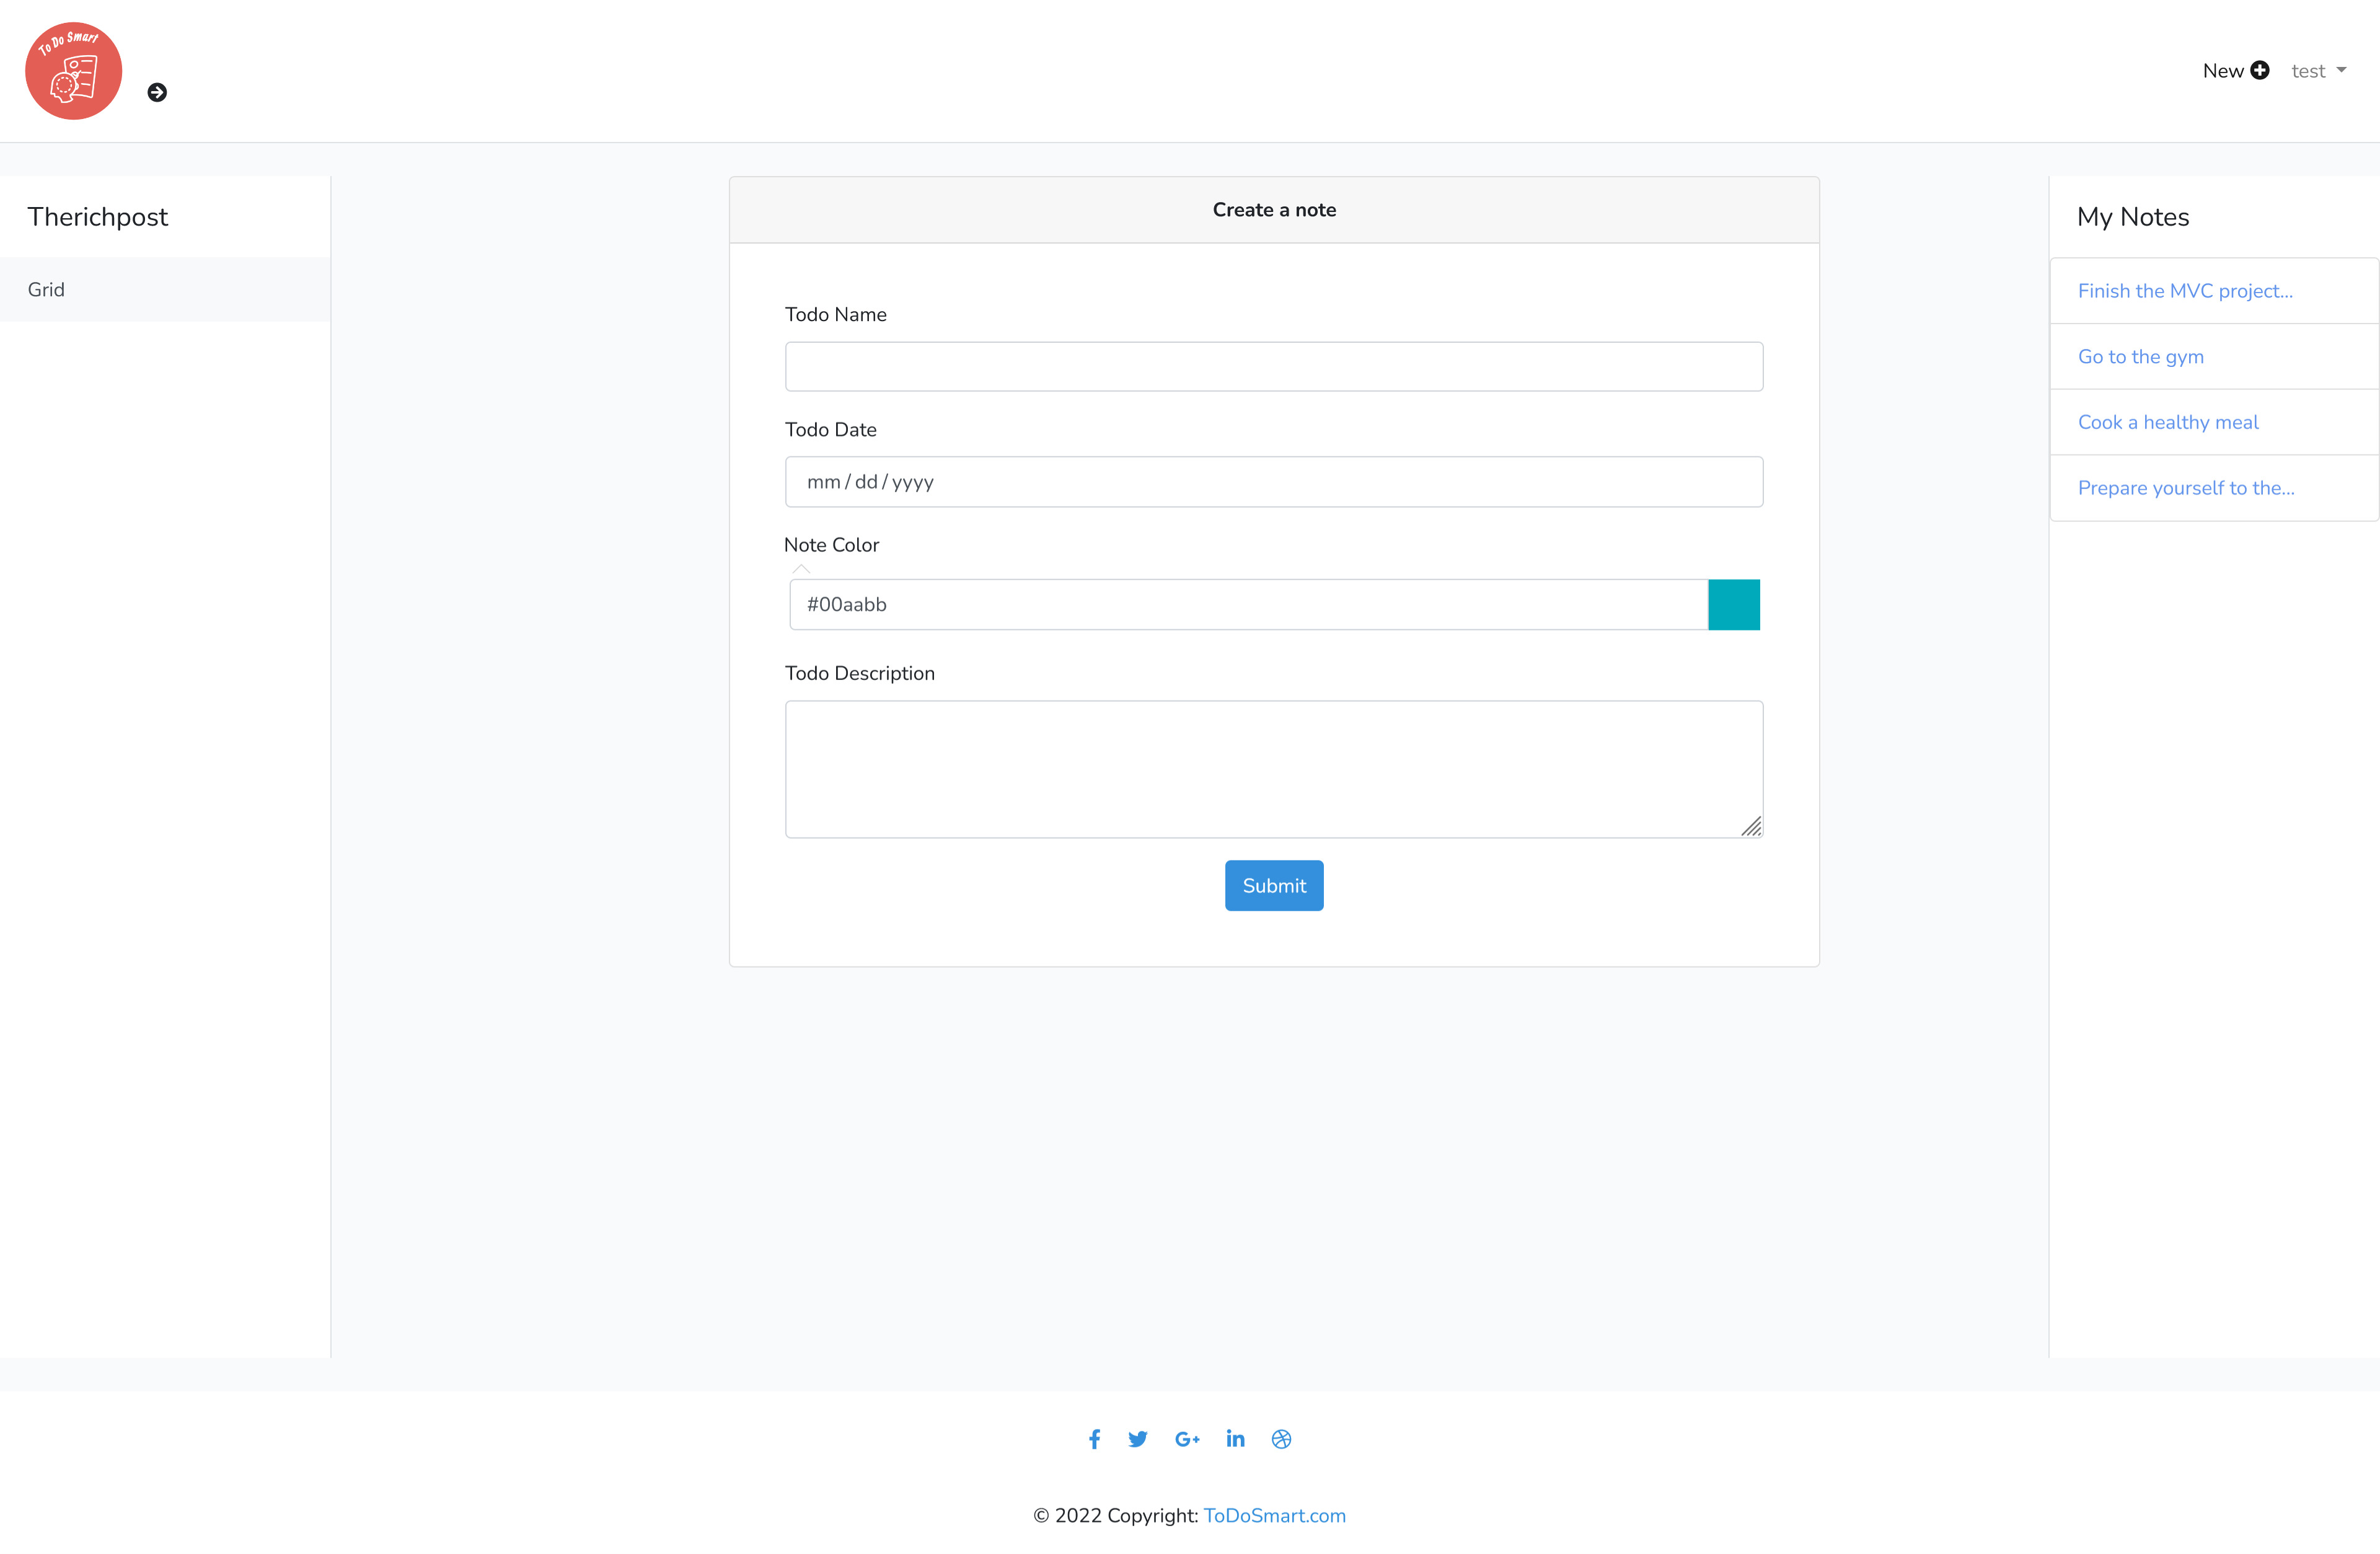 To Do Smart
New
test
Therichpost
Grid
Create a note
Todo Name
Todo Date
mm / dd / yyyy
Note Color
#00aabb
Todo Description
Submit
My Notes
Finish the MVC project...
Go to the gym
Cook a healthy meal
Prepare yourself to the...
© 2022 Copyright: ToDoSmart.com